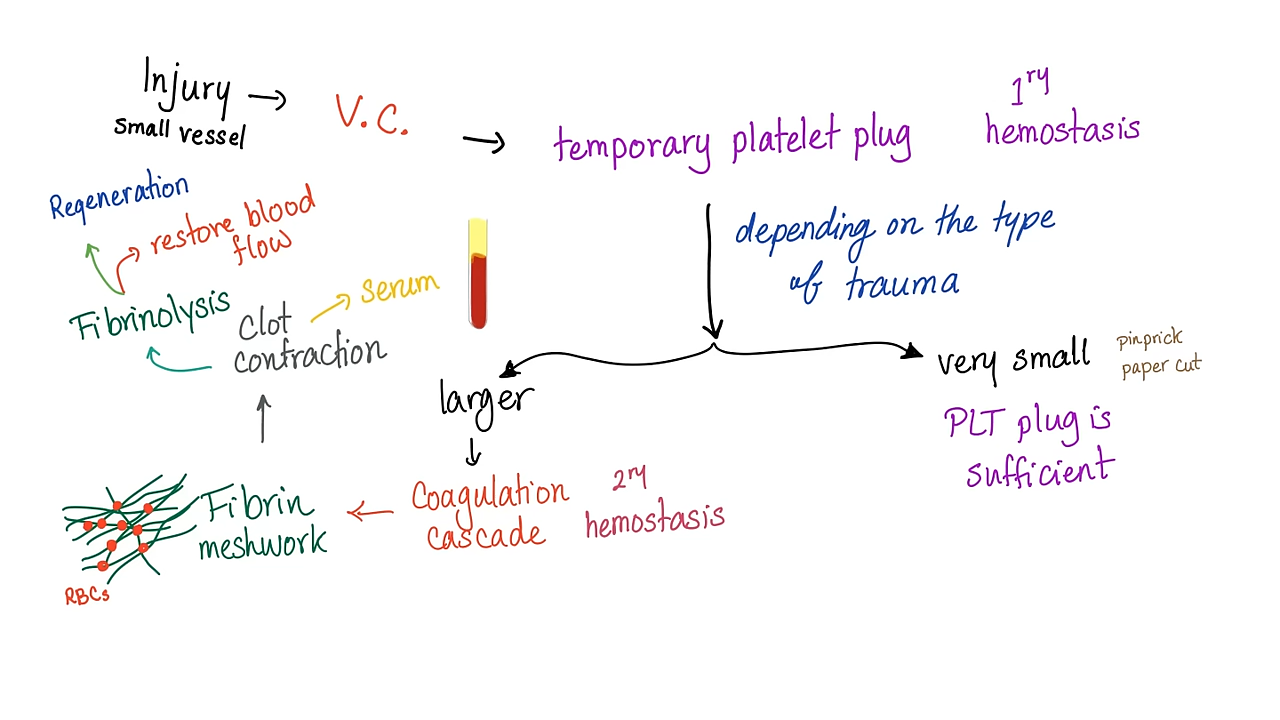 Injury
small vessel
V.C.
temporary platelet plug
1ry
hemostasis
depending on the type
of trauma
very small
pinprick
paper cut
PLT plug is
sufficient
larger
Coagulation
cascade
2ry
hemostasis
Fibrin
meshwork
RBCs
Clot
contraction
serum
Fibrinolysis
restore blood
flow
Regeneration